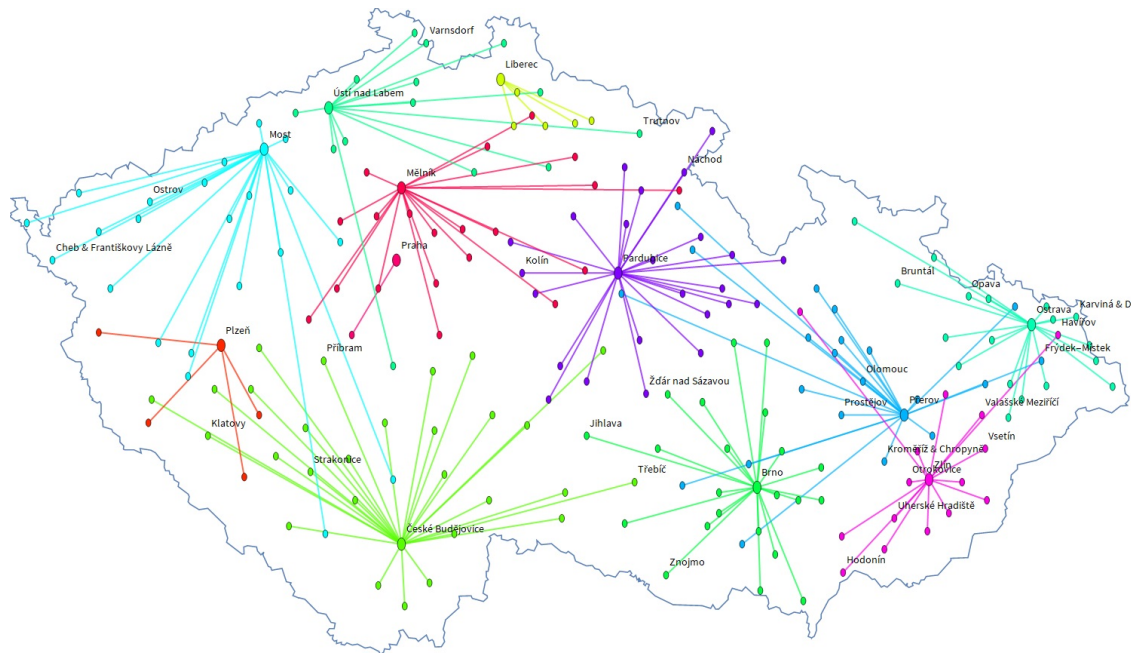 Varnsdorf
Liberec
Ústí nad Labem
Trutnov
Most
Náchod
Mělník
Ostrov
Praha
Cheb & Františkovy Lázně
Kolín
Pardubice
Bruntál
Opava
Karviná & D
Ostrava
Havířov
Plzeň
Příbram
Frýdek–Místek
Olomouc
Žďár nad Sázavou
Prostějov
Přerov
Valašské Meziříčí
Klatovy
Jihlava
Vsetín
Kroměříž & Chropyně
Strakonice
Třebíč
Brno
Zlín
Otrokovice
Uherské Hradiště
České Budějovice
Znojmo
Hodonín